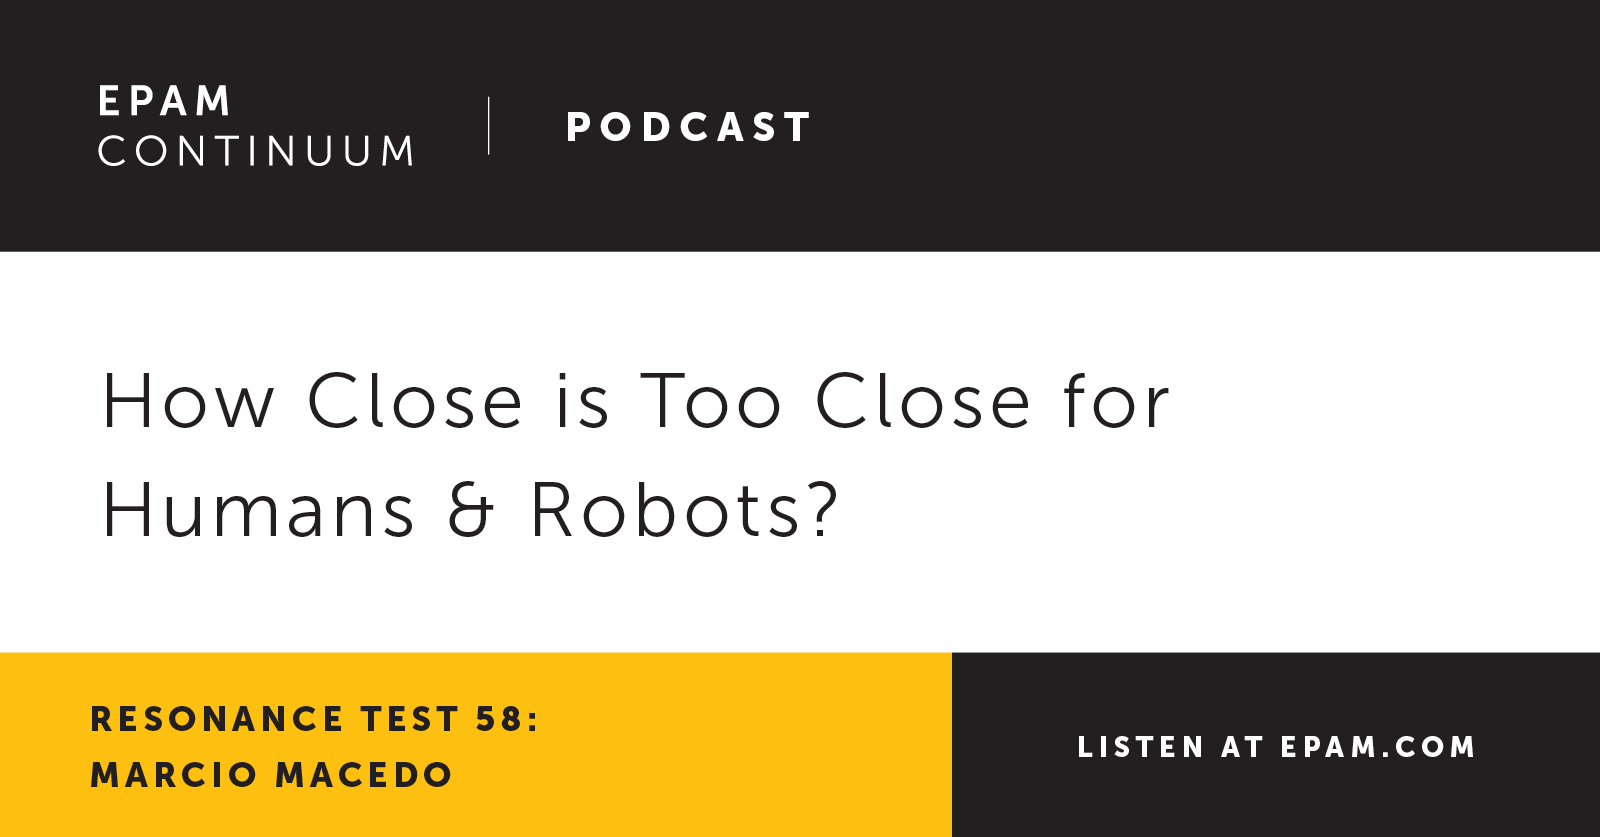 EPAM
CONTINUUM
PODCAST
How Close is Too Close for
Humans & Robots?
RESONANCE TEST 58:
MARCIO MACEDO
LISTEN AT EPAM.COM